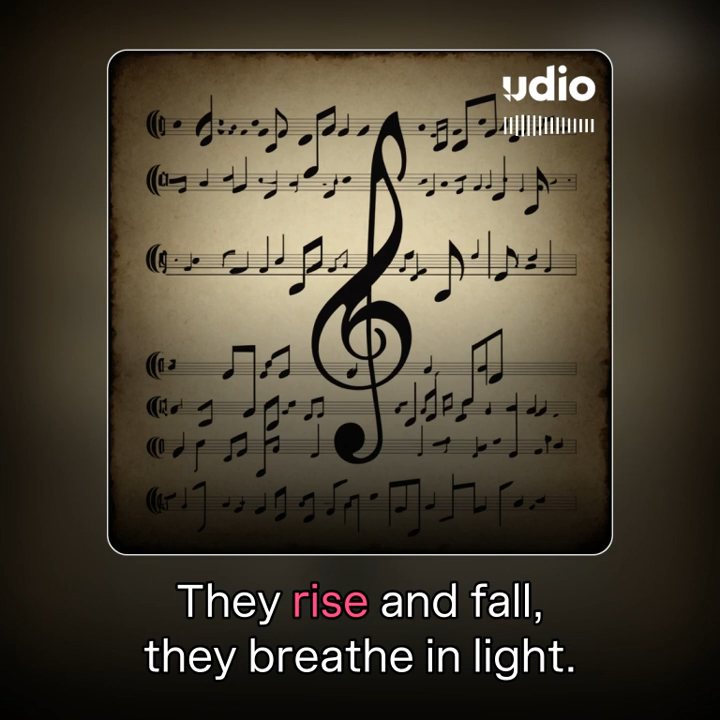 udio
They rise and fall,
they breathe in light.